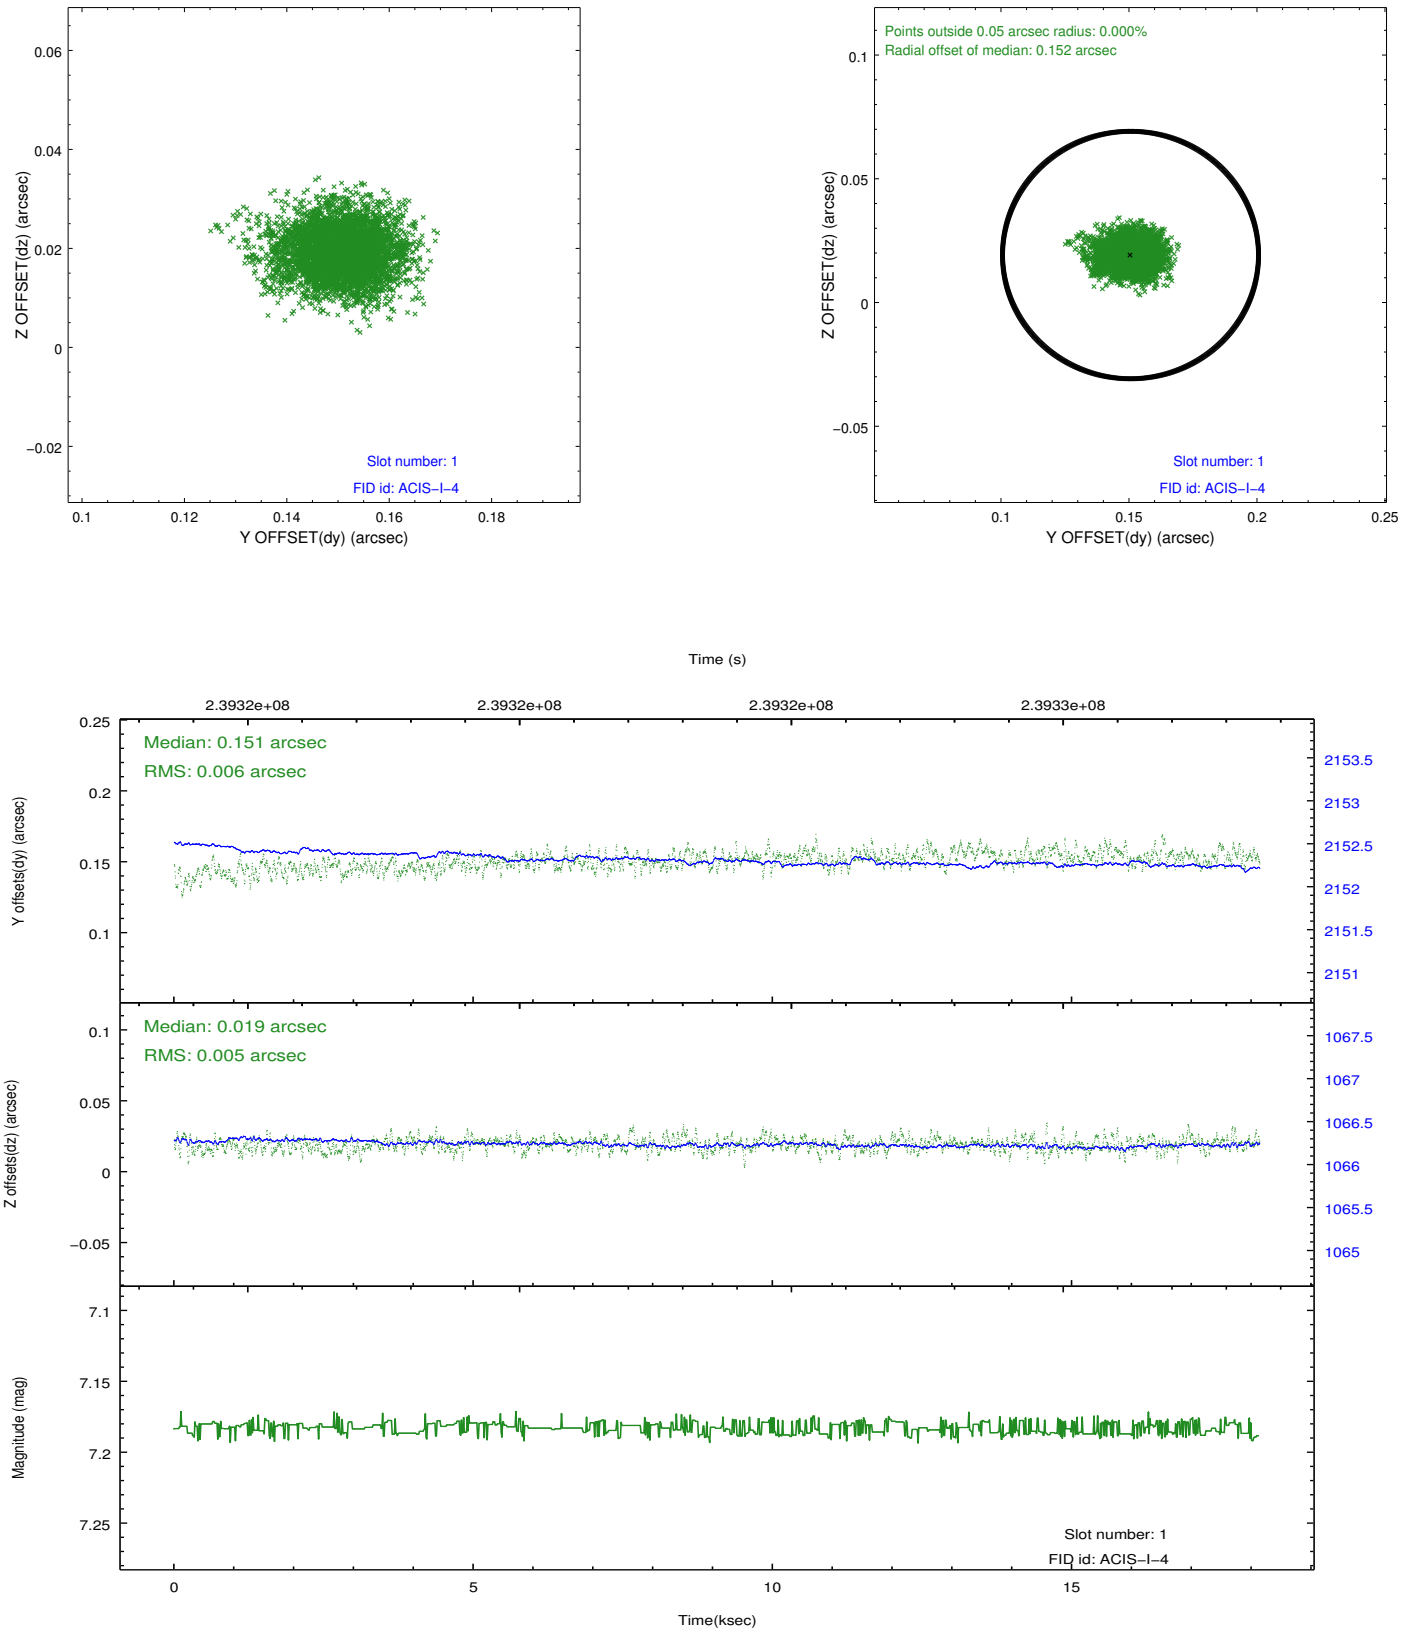 0.06
0.04
0.02
0
−0.02
Z OFFSET(dz) (arcsec)
Slot number: 1
FID id: ACIS−I−4
0.1 0.12 0.14 0.16 0.18
Y OFFSET(dy) (arcsec)
Points outside 0.05 arcsec radius: 0.000%
Radial offset of median: 0.152 arcsec
0.1
0.05
0
−0.05
Z OFFSET(dz) (arcsec)
Slot number: 1
FID id: ACIS−I−4
0.1 0.15 0.2 0.25
Y OFFSET(dy) (arcsec)
Time (s)
2.3932e+08 2.3932e+08 2.3932e+08 2.3933e+08
Median: 0.151 arcsec
RMS: 0.006 arcsec
0.25
0.2
0.15
0.1
Y offsets(dy) (arcsec)
2153.5
2153
2152.5
2152
2151.5
2151
Median: 0.019 arcsec
RMS: 0.005 arcsec
0.1
0.05
0
−0.05
Z offsets(dz) (arcsec)
1067.5
1067
1066.5
1066
1065.5
1065
7.1
7.15
7.2
7.25
Magnitude (mag)
Slot number: 1
FID id: ACIS−I−4
0 5 10 15
Time(ksec)